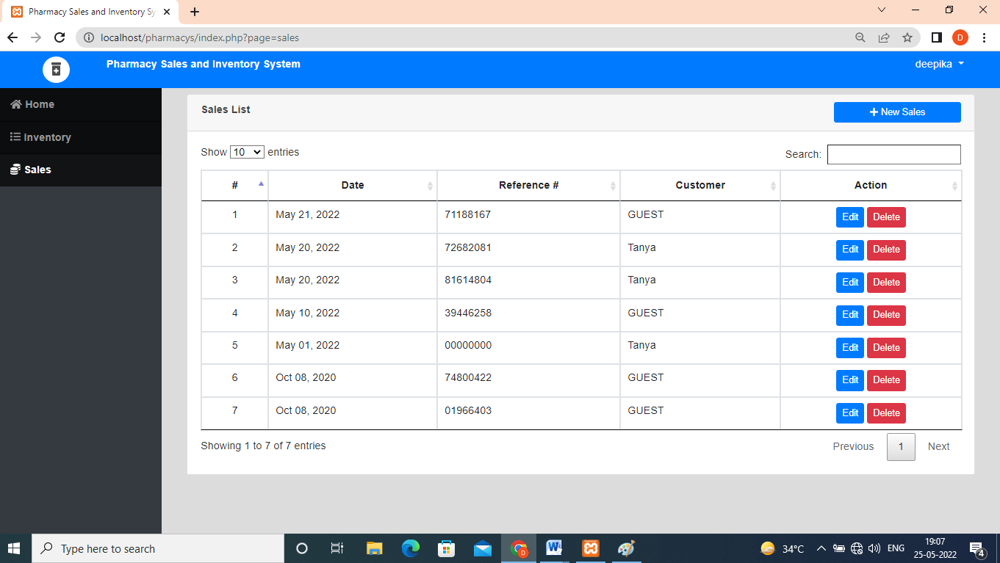 Pharmacy Sales and Inventory Sy
localhost/pharmacys/index.php?page=sales
D
Pharmacy Sales and Inventory System
deepika
Home
Inventory
Sales
Sales List
+ New Sales
Show 10 entries
Search:
# Date Reference # Customer Action
1 May 21, 2022 71188167 GUEST Edit Delete
2 May 20, 2022 72682081 Tanya Edit Delete
3 May 20, 2022 81614804 Tanya Edit Delete
4 May 10, 2022 39446258 GUEST Edit Delete
5 May 01, 2022 00000000 Tanya Edit Delete
6 Oct 08, 2020 74800422 GUEST Edit Delete
7 Oct 08, 2020 01966403 GUEST Edit Delete
Showing 1 to 7 of 7 entries
Previous 1 Next
Type here to search
D
W
34°C
ENG
19:07
25-05-2022
4